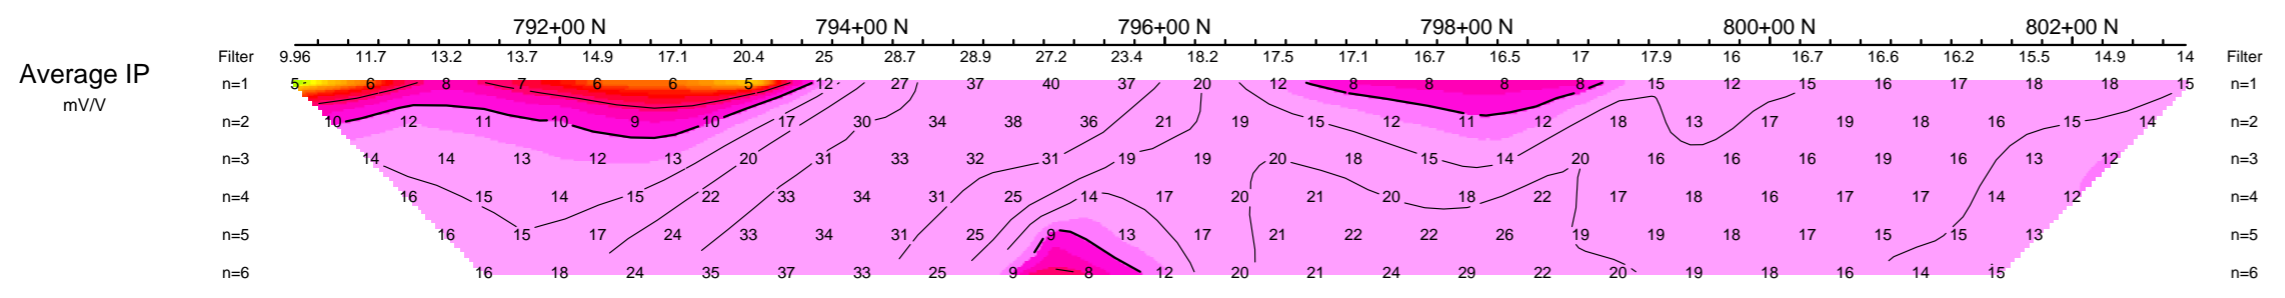 792+00 N 794+00 N 796+00 N 798+00 N 800+00 N 802+00 N
Filter 9.96 11.7 13.2 13.7 14.9 17.1 20.4 25 28.7 28.9 27.2 23.4 18.2 17.5 17.1 16.7 16.5 17 17.9 16 16.7 16.6 16.2 15.5 14.9 14 Filter
Average IP
mV/V
n=1 5 6 8 7 6 6 5 12 27 37 40 37 20 12 8 8 8 8 15 12 15 16 17 18 18 15 n=1
n=2 10 12 11 10 9 10 17 30 34 38 36 21 19 15 12 11 12 18 13 17 19 18 16 15 14 n=2
n=3 14 14 13 12 13 20 31 33 32 31 19 19 20 18 15 14 20 16 16 16 19 16 13 12 n=3
n=4 16 15 14 15 22 33 34 31 25 14 17 20 21 20 18 22 17 18 16 17 17 14 12 n=4
n=5 16 15 17 24 33 34 31 25 9 13 17 21 22 22 26 19 19 18 17 15 15 13 n=5
n=6 16 18 24 35 37 33 25 9 8 12 20 21 24 29 22 20 19 18 16 14 15 n=6